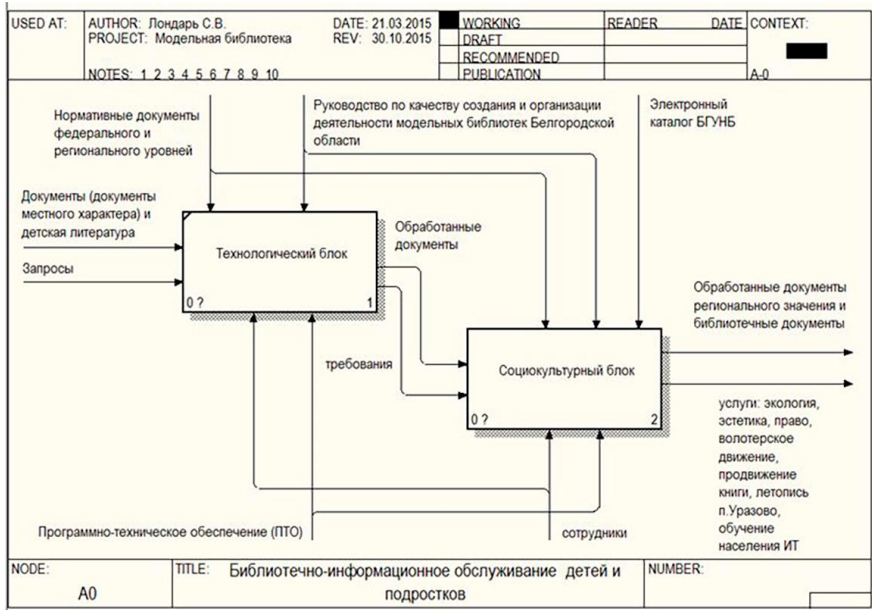 USED AT:
AUTHOR: Лондарь С.В.
DATE: 21.03.2015
PROJECT: Модельная библиотека
REV: 30.10.2015
NOTES: 1 2 3 4 5 6 7 8 9 10
WORKING
DRAFT
RECOMMENDED
PUBLICATION
READER
DATE
CONTEXT:
A-0
Нормативные документы
федерального и
регионального уровней
Руководство по качеству создания и организации
деятельности модельных библиотек Белгородской
области
Электронный
каталог БГУНБ
Документы (документы
местного характера) и
детская литература
Запросы
Технологический блок
0 ?
1
Обработанные
документы
требования
Социокультурный блок
0 ?
2
Обработанные документы
регионального значения и
библиотечные документы
услуги: экология,
эстетика, право,
волотерское
движение,
продвижение
книги, летопись
п.Уразово,
обучение
населения ИТ
Программно-техническое обеспечение (ПТО)
сотрудники
NODE:
A0
TITLE:
Библиотечно-информационное обслуживание детей и
подростков
NUMBER: